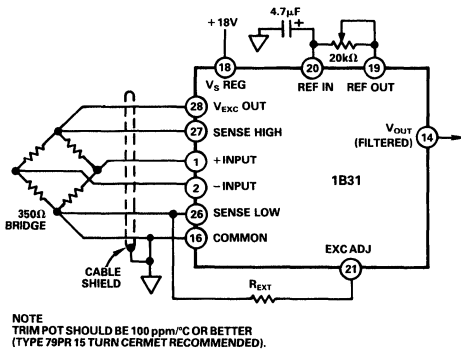 4.7μF
+
+18V
20kΩ
18
20
19
VS REG
REF IN
REF OUT
28
VEXC OUT
27
SENSE HIGH
1
+INPUT
VOUT
(FILTERED)
14
2
–INPUT
1B31
350Ω
BRIDGE
26
SENSE LOW
16
COMMON
EXC ADJ
21
CABLE
SHIELD
REXT
NOTE
TRIM POT SHOULD BE 100 ppm/°C OR BETTER
(TYPE 79PR 15 TURN CERMET RECOMMENDED).